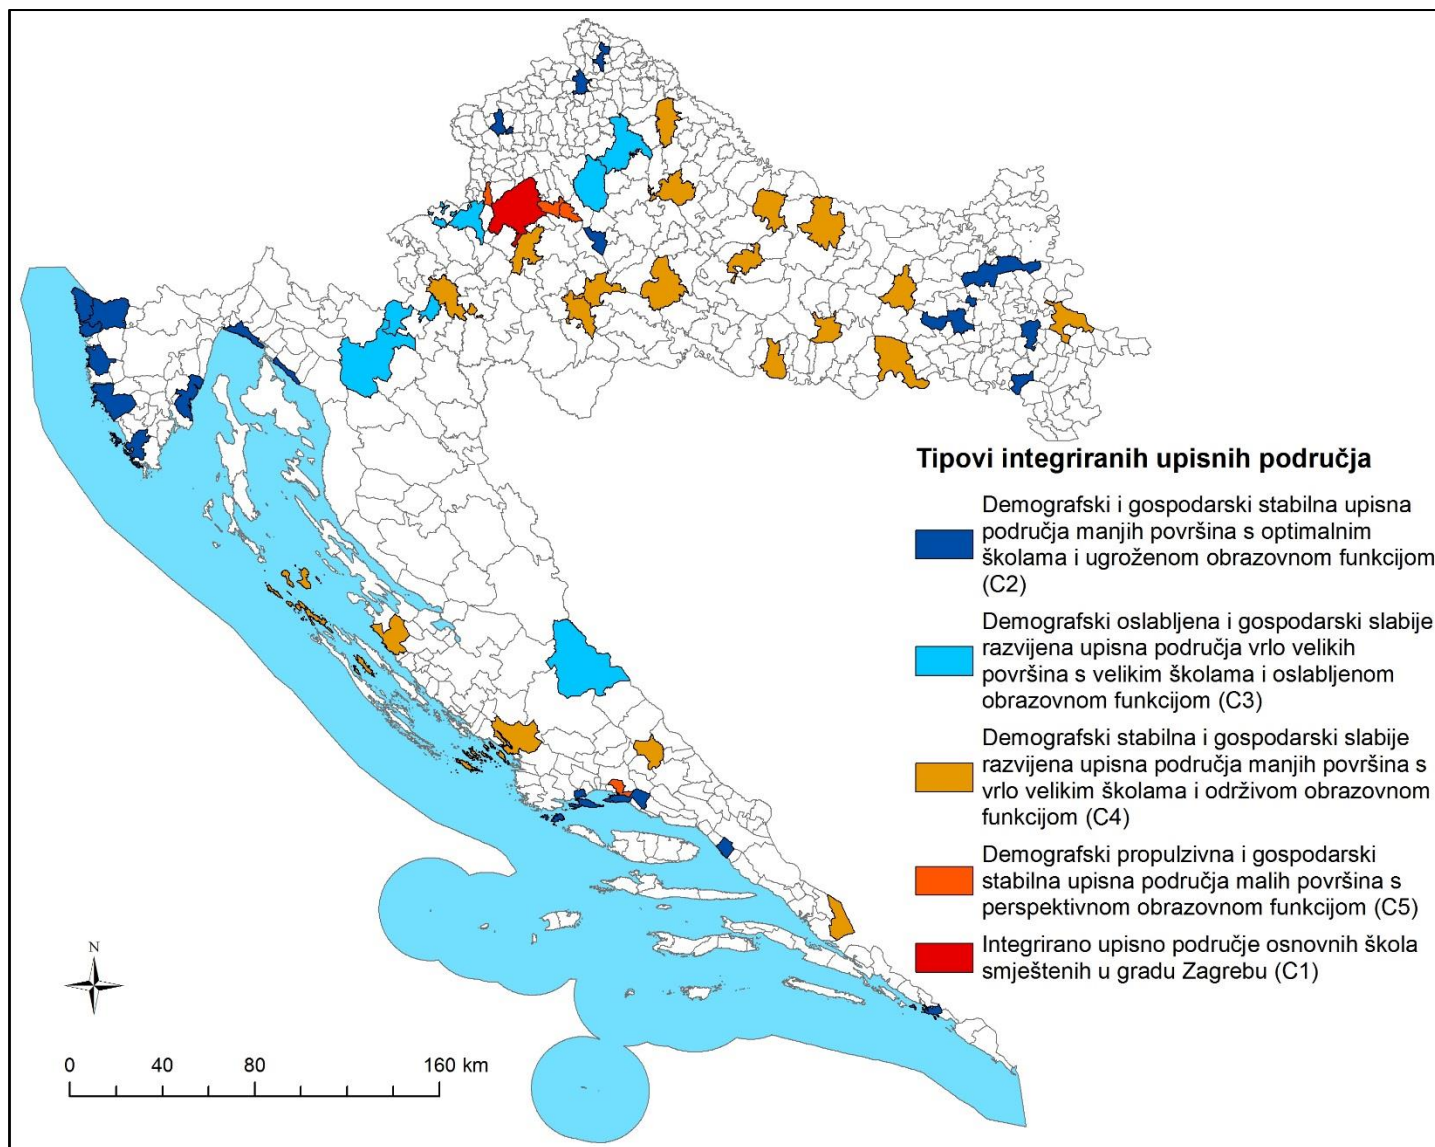 Tipovi integriranih upisnih područja
Demografski i gospodarski stabilna upisna
područja manjih površina s optimalnim
školama i ugroženom obrazovnom funkcijom
(C2)
Demografski oslabljena i gospodarski slabije
razvijena upisna područja vrlo velikih
površina s velikim školama i oslabljenom
obrazovnom funkcijom (C3)
Demografski stabilna i gospodarski slabije
razvijena upisna područja manjih površina s
vrlo velikim školama i održivom obrazovnom
funkcijom (C4)
Demografski propulzivna i gospodarski
stabilna upisna područja malih površina s
perspektivnom obrazovnom funkcijom (C5)
Integrirano upisno područje osnovnih škola
smještenih u gradu Zagrebu (C1)
N
0 40 80 160 km